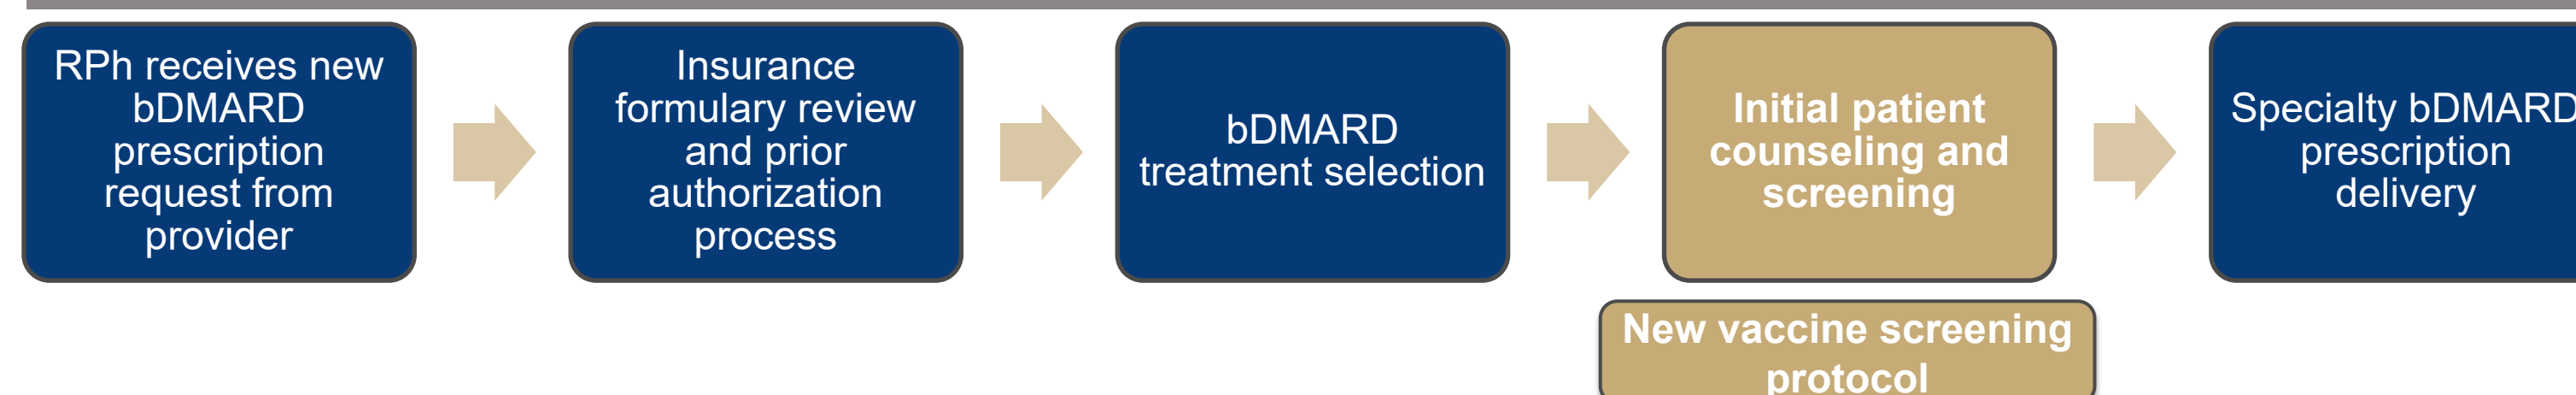 RPh receives new
bDMARD
prescription
request from
provider
Insurance
formulary review
and prior
authorization
process
bDMARD
treatment selection
Initial patient
counseling and
screening
New vaccine screening
protocol
Specialty bDMARD
prescription
delivery